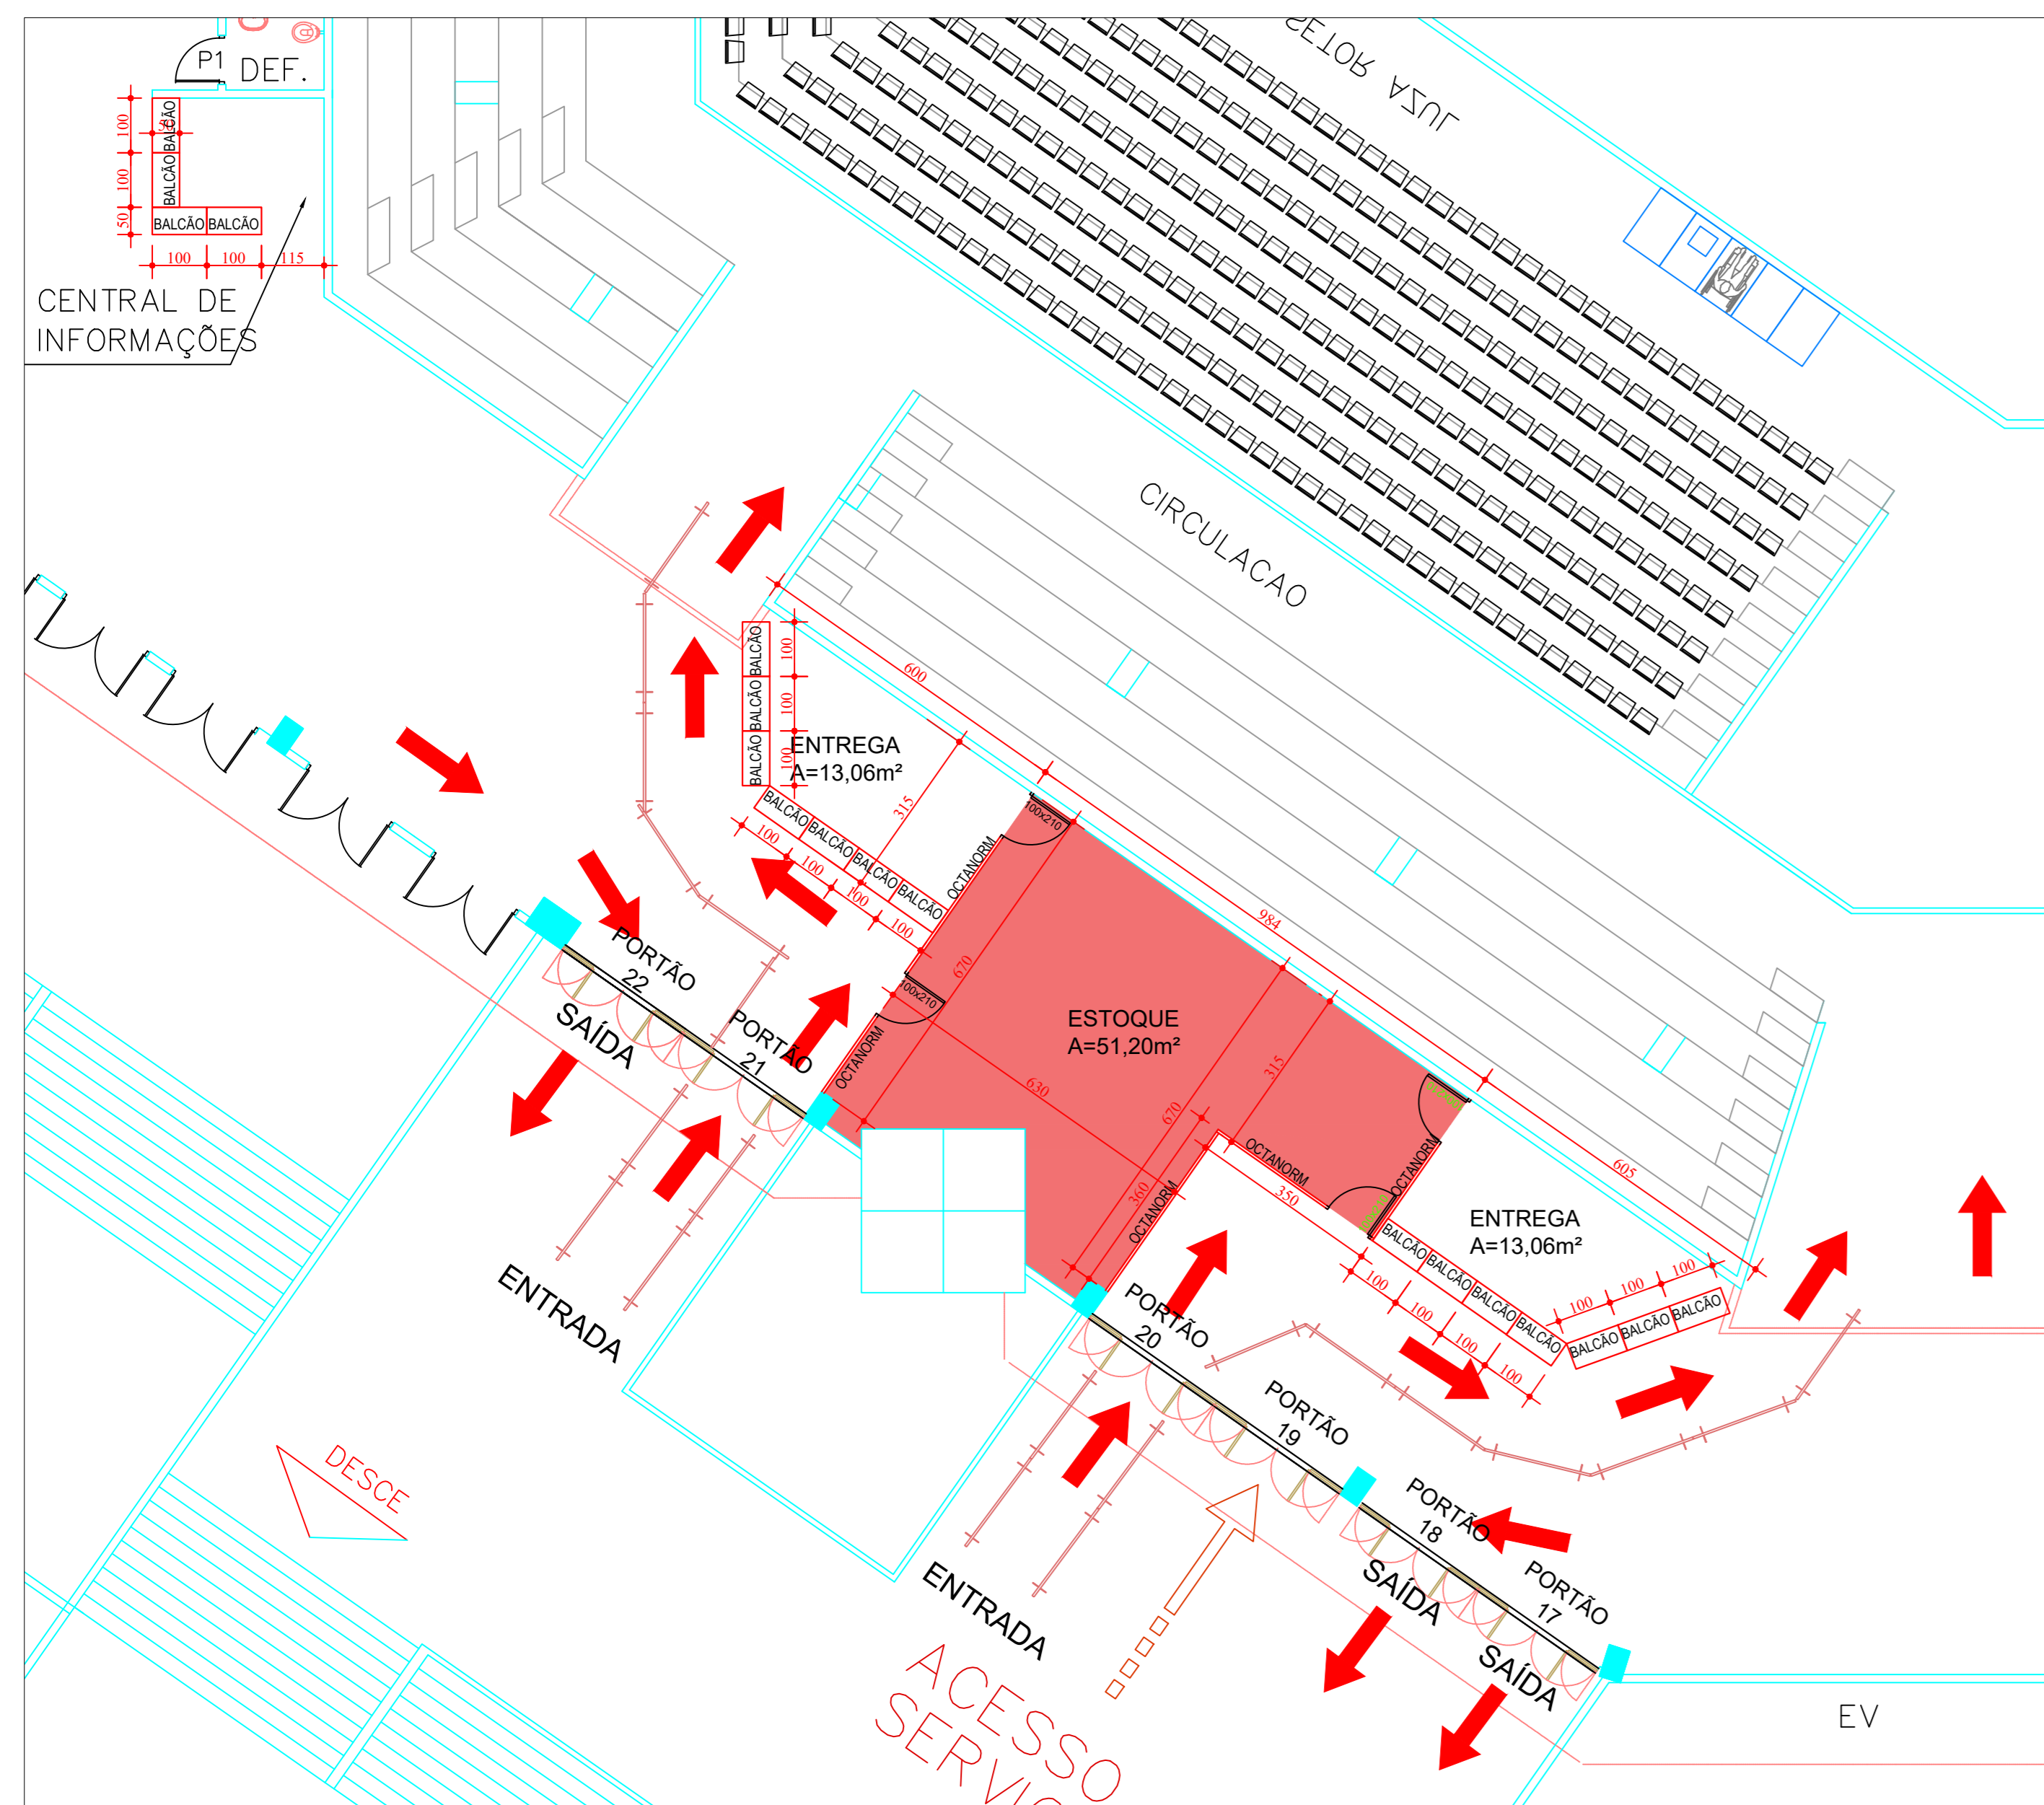 SETOR AZUL
P1
DEF.
100
50
BALCÃO
100
BALCÃO
50
BALCÃO
BALCÃO
100
100
115
CENTRAL DE
INFORMAÇÕES
CIRCULACAO
600
BALCÃO
100
BALCÃO
100
BALCÃO
100
ENTREGA
A=13,06m²
315
BALCÃO
BALCÃO
BALCÃO
BALCÃO
100
100
100
100
100x210
OCTANORM
984
670
100x210
OCTANORM
ESTOQUE
A=51,20m²
630
670
315
360
OCTANORM
OCTANORM
350
OCTANORM
605
ENTREGA
A=13,06m²
BALCÃO
BALCÃO
BALCÃO
BALCÃO
100
100
100
100
100
100
100
BALCÃO
BALCÃO
BALCÃO
PORTÃO
22
SAÍDA
PORTÃO
21
ENTRADA
PORTÃO
20
PORTÃO
19
PORTÃO
18
SAÍDA
PORTÃO
17
SAÍDA
ENTRADA
DESCE
ACESSO
EV